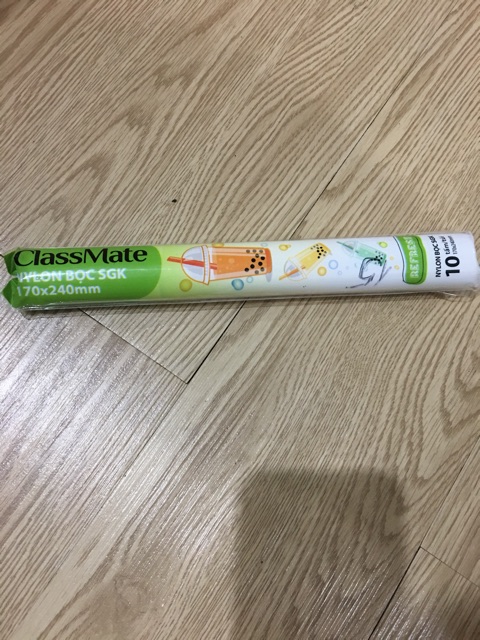 ClassMate
NYLON BỌC SGK
170x240mm
REFRESH
NYLON BỌC SGK
10